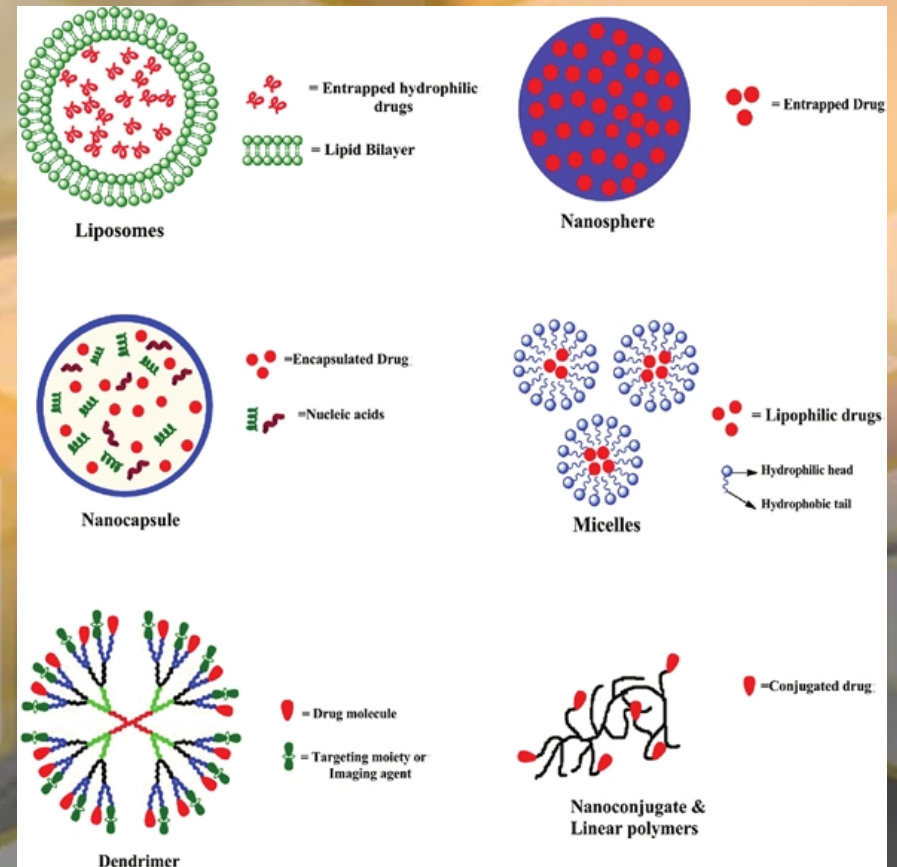 = Entrapped hydrophilic
drugs
= Lipid Bilayer
Liposomes
= Entrapped Drug
Nanosphere
=Encapsulated Drug
=Nucleic acids
Nanocapsule
= Lipophilic drugs
Hydrophilic head
Hydrophobic tail
Micelles
= Drug molecule
= Targeting moiety or
Imaging agent
Dendrimer
=Conjugated drug
Nanoconjugate &
Linear polymers